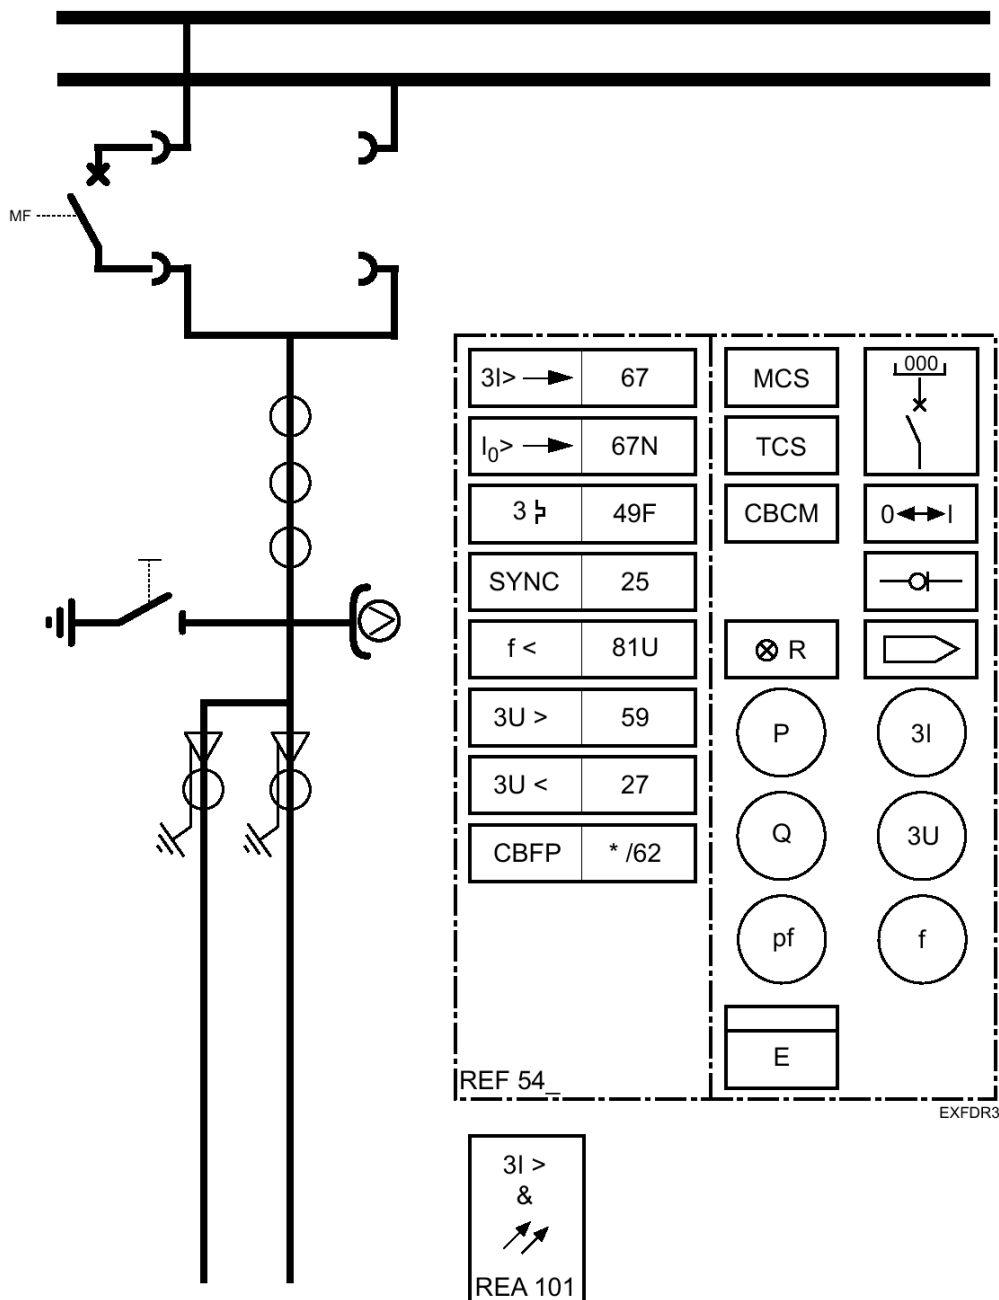 MF
3I> 67
I₀> 67N
3 49F
SYNC 25
f < 81U
3U > 59
3U < 27
CBFP * /62
REF 54_
MCS
000
TCS
CBCM
0 I
R
P
3I
Q
3U
pf
f
E
EXFDR3
3I >
&
REA 101